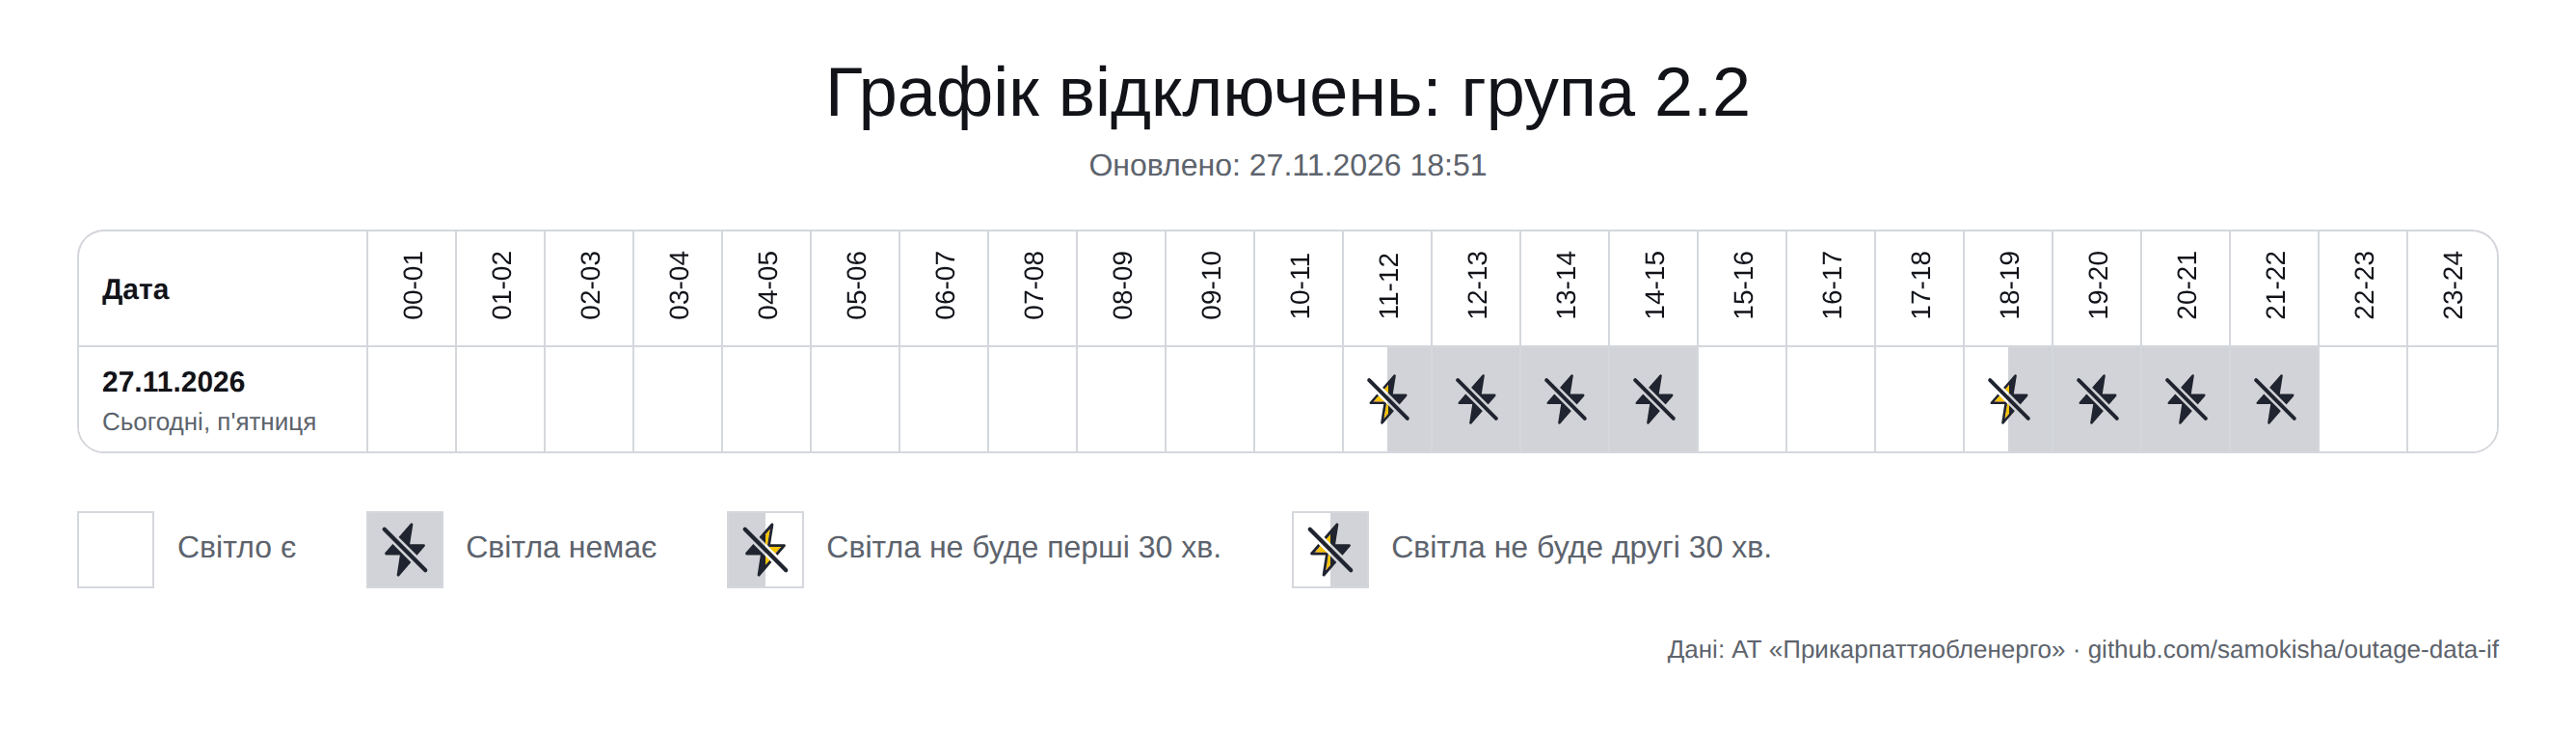 Графік відключень: група 2.2
Оновлено: 27.11.2026 18:51
Дата 00-01 01-02 02-03 03-04 04-05 05-06 06-07 07-08 08-09 09-10 10-11 11-12 12-13 13-14 14-15 15-16 16-17 17-18 18-19 19-20 20-21 21-22 22-23 23-24
27.11.2026
Сьогодні, п'ятниця
Світло є Світла немає Світла не буде перші 30 хв. Світла не буде другі 30 хв.
Дані: АТ «Прикарпаттяобленерго» · github.com/samokisha/outage-data-if